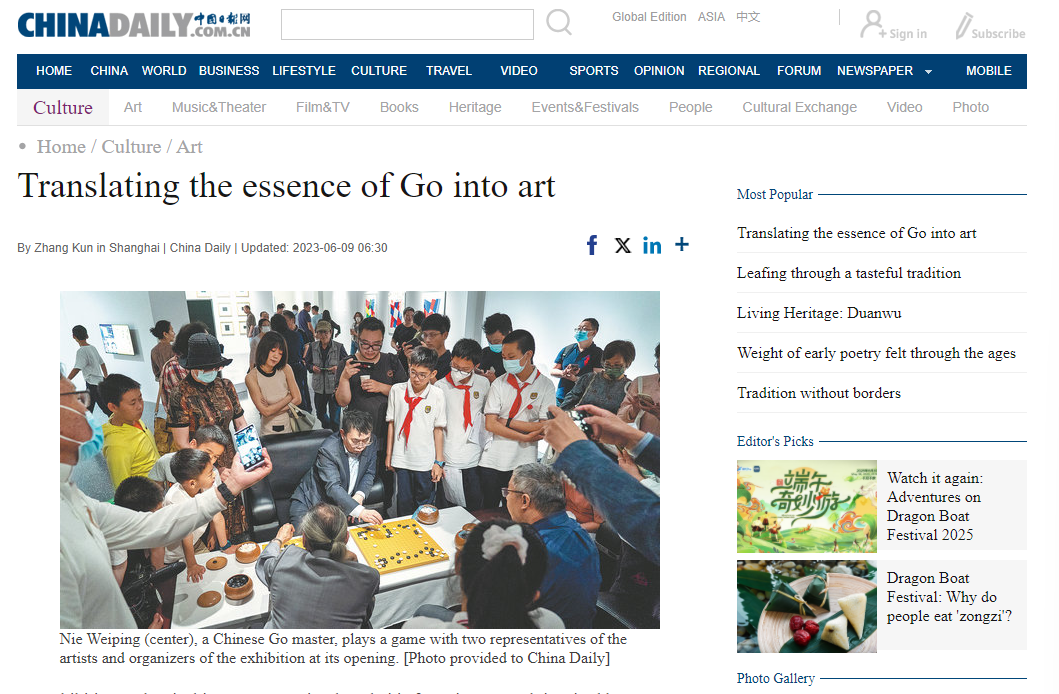 CHINADAILY 中国日报网
.COM.CN
Global Edition ASIA 中文
Sign in
Subscribe
HOME CHINA WORLD BUSINESS LIFESTYLE CULTURE TRAVEL VIDEO SPORTS OPINION REGIONAL FORUM NEWSPAPER MOBILE
Culture Art Music&Theater Film&TV Books Heritage Events&Festivals People Cultural Exchange Video Photo
Home / Culture / Art
Translating the essence of Go into art
By Zhang Kun in Shanghai | China Daily | Updated: 2023-06-09 06:30
Nie Weiping (center), a Chinese Go master, plays a game with two representatives of the
artists and organizers of the exhibition at its opening. [Photo provided to China Daily]
Most Popular
Translating the essence of Go into art
Leafing through a tasteful tradition
Living Heritage: Duanwu
Weight of early poetry felt through the ages
Tradition without borders
Editor's Picks
端午
奇妙游
Watch it again:
Adventures on
Dragon Boat
Festival 2025
Dragon Boat
Festival: Why do
people eat 'zongzi'?
Photo Gallery